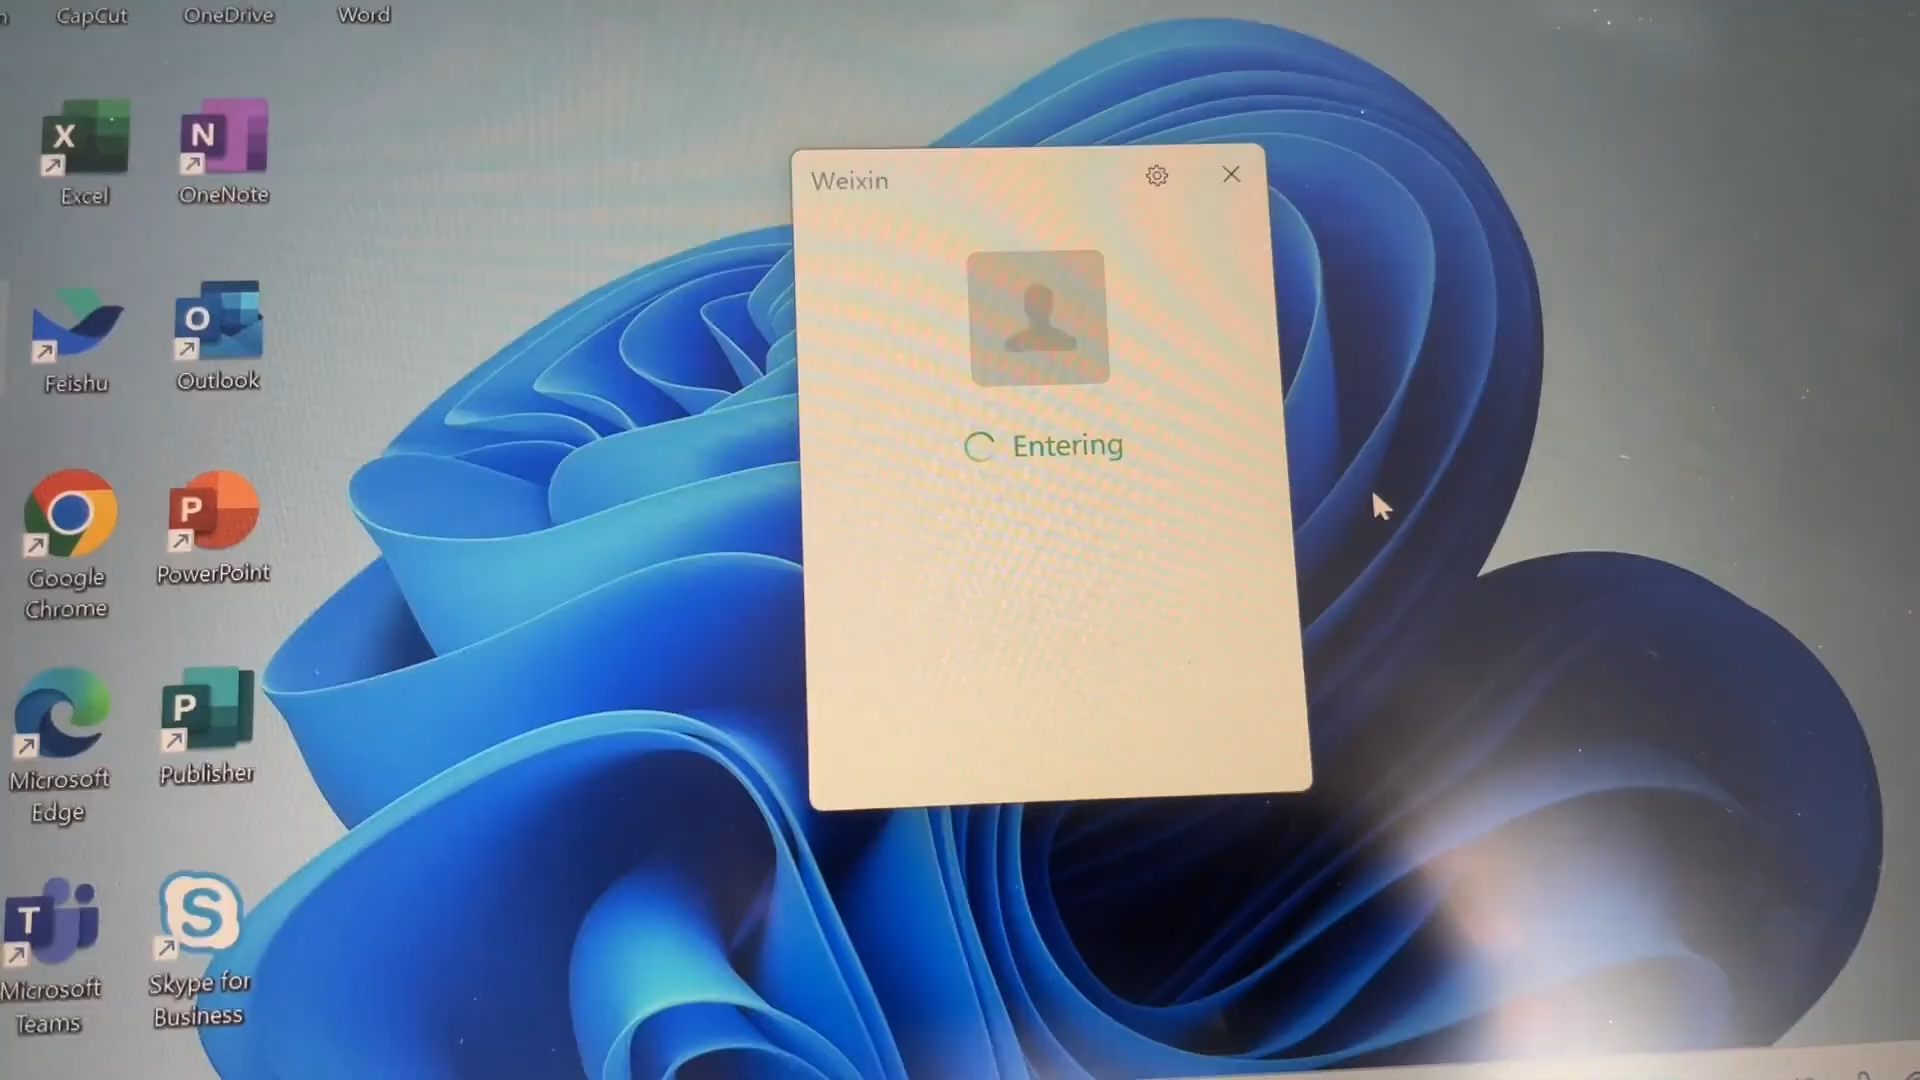 CapCut
OneDrive
Word
X
Excel
N
OneNote
Feishu
O
Outlook
Google
Chrome
P
PowerPoint
Microsoft
Edge
P
Publisher
T
Microsoft
Teams
S
Skype for
Business
Weixin
Entering